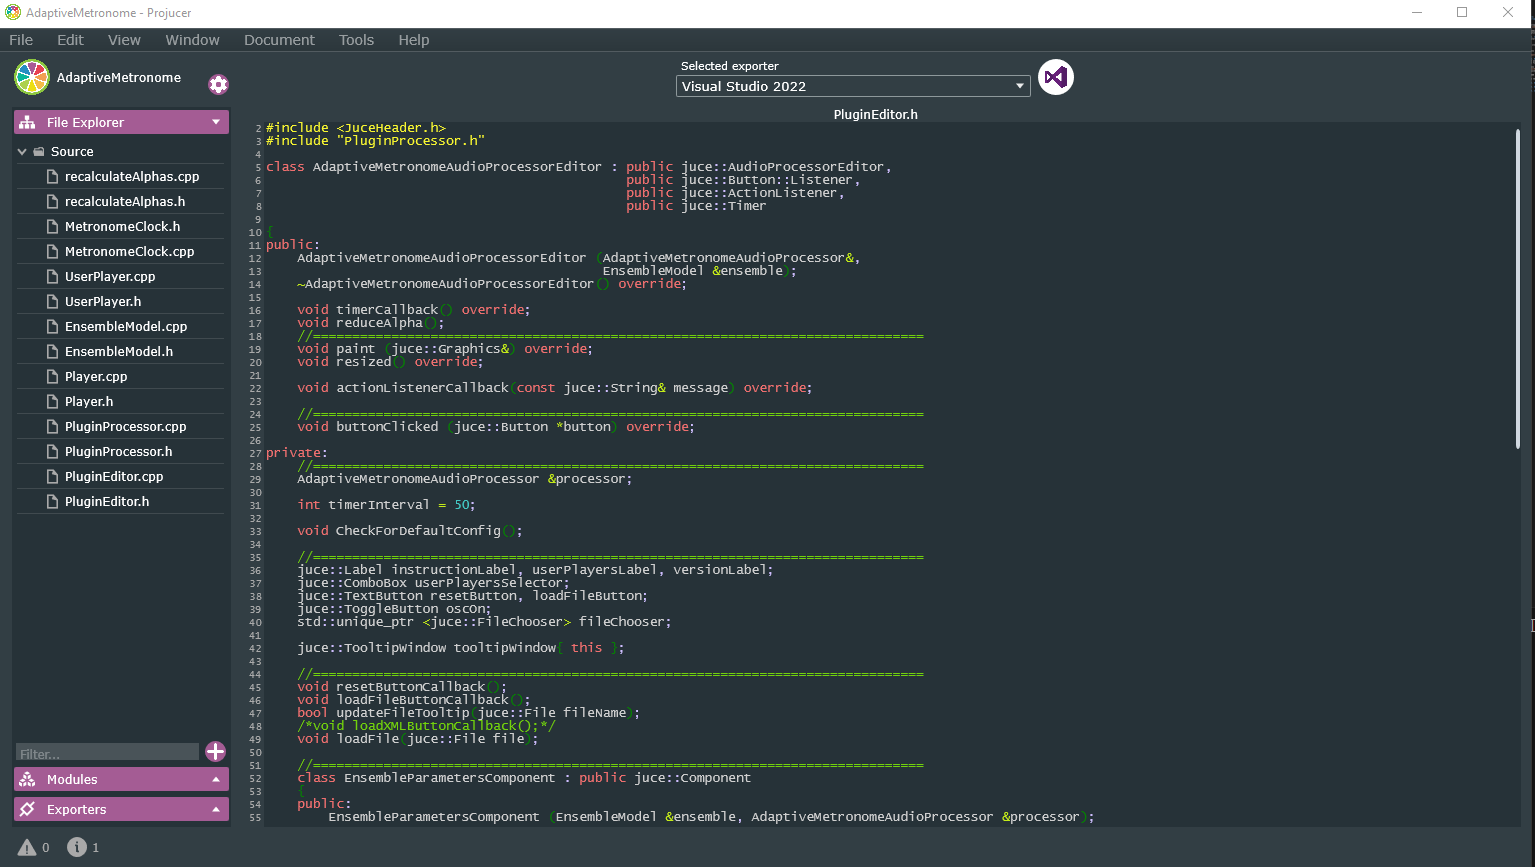 AdaptiveMetronome - Projucer
File Edit View Window Document Tools Help
AdaptiveMetronome
Selected exporter
Visual Studio 2022
File Explorer
Source
recalculateAlphas.cpp
recalculateAlphas.h
MetronomeClock.h
MetronomeClock.cpp
UserPlayer.cpp
UserPlayer.h
EnsembleModel.cpp
EnsembleModel.h
Player.cpp
Player.h
PluginProcessor.cpp
PluginProcessor.h
PluginEditor.cpp
PluginEditor.h
Filter...
Modules
Exporters
0 1
PluginEditor.h
2 #include <JuceHeader.h>
3 #include "PluginProcessor.h"
4
5 class AdaptiveMetronomeAudioProcessorEditor : public juce::AudioProcessorEditor,
6 public juce::Button::Listener,
7 public juce::ActionListener,
8 public juce::Timer
9
10 {
11 public:
12 AdaptiveMetronomeAudioProcessorEditor (AdaptiveMetronomeAudioProcessor&,
13 EnsembleModel &ensemble);
14 ~AdaptiveMetronomeAudioProcessorEditor() override;
15
16 void timerCallback() override;
17 void reduceAlpha();
18 //==============================================================================
19 void paint (juce::Graphics&) override;
20 void resized() override;
21
22 void actionListenerCallback(const juce::String& message) override;
23
24 //==============================================================================
25 void buttonClicked (juce::Button *button) override;
26
27 private:
28 //==============================================================================
29 AdaptiveMetronomeAudioProcessor &processor;
30
31 int timerInterval = 50;
32
33 void CheckForDefaultConfig();
34
35 //==============================================================================
36 juce::Label instructionLabel, userPlayersLabel, versionLabel;
37 juce::ComboBox userPlayersSelector;
38 juce::TextButton resetButton, loadFileButton;
39 juce::ToggleButton oscOn;
40 std::unique_ptr <juce::FileChooser> fileChooser;
41
42 juce::TooltipWindow tooltipWindow{ this };
43
44 //==============================================================================
45 void resetButtonCallback();
46 void loadFileButtonCallback();
47 bool updateFileTooltip(juce::File fileName);
48 /*void loadXMLButtonCallback();*/
49 void loadFile(juce::File file);
50
51 //==============================================================================
52 class EnsembleParametersComponent : public juce::Component
53 {
54 public:
55 EnsembleParametersComponent (EnsembleModel &ensemble, AdaptiveMetronomeAudioProcessor &processor);